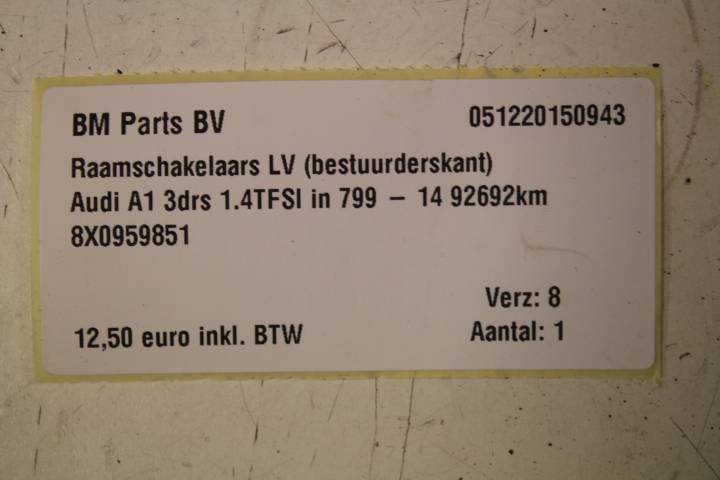 BM Parts BV 051220150943
Raamschakelaars LV (bestuurderskant)
Audi A1 3drs 1.4TFSI in 799 – 14 92692km
8X0959851
Verz: 8
12,50 euro inkl. BTW Aantal: 1